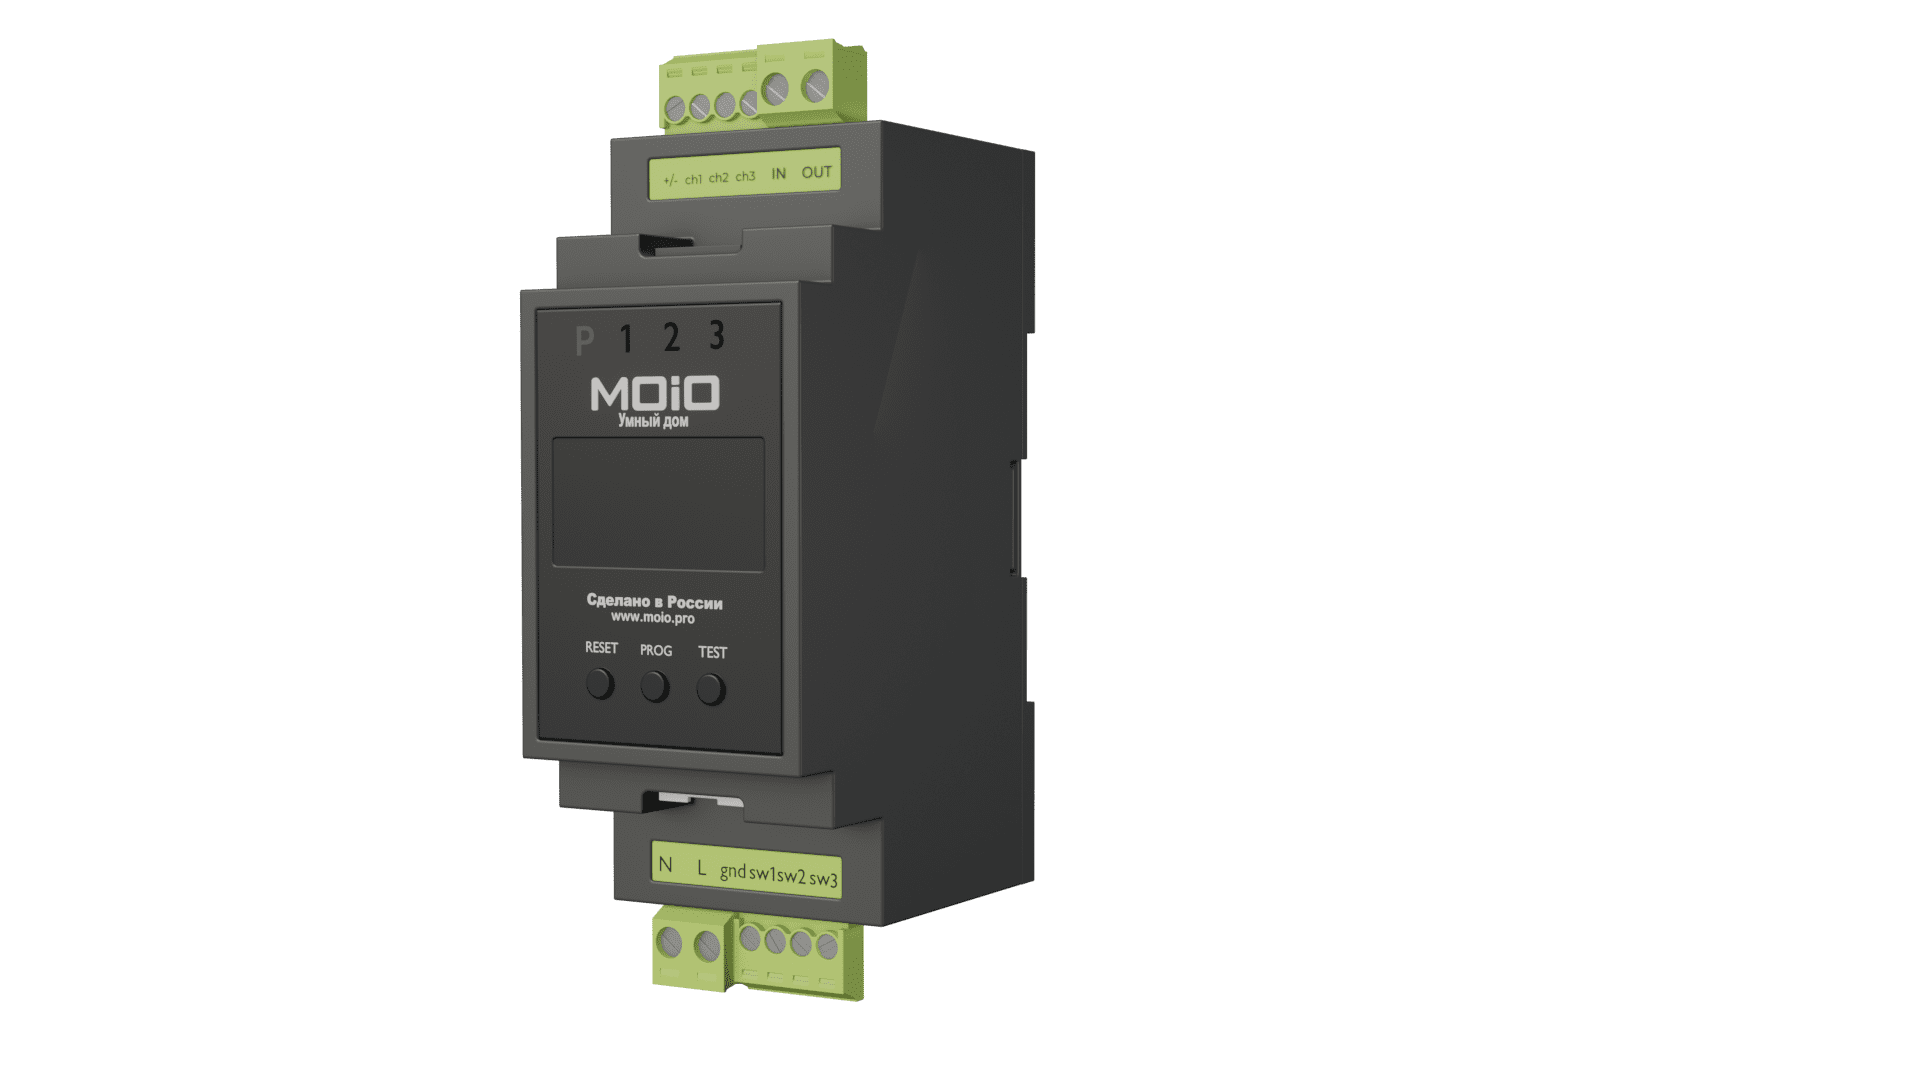 +/- ch1 ch2 ch3 IN OUT
P 1 2 3
MOiO
Умный дом
Сделано в России
www.moio.pro
RESET PROG TEST
N L gnd sw1 sw2 sw3